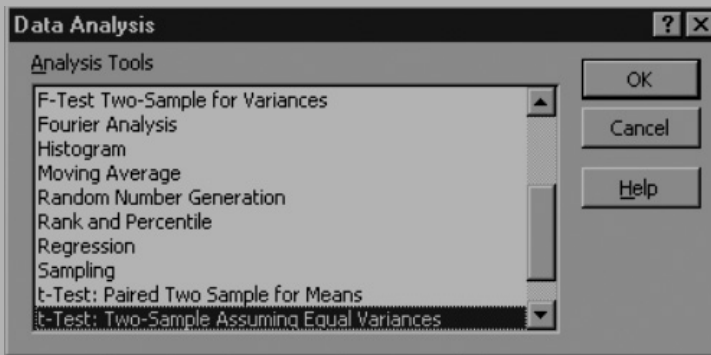 Data Analysis
Analysis Tools
F-Test Two-Sample for Variances
Fourier Analysis
Histogram
Moving Average
Random Number Generation
Rank and Percentile
Regression
Sampling
t-Test: Paired Two Sample for Means
t-Test: Two-Sample Assuming Equal Variances
OK
Cancel
Help